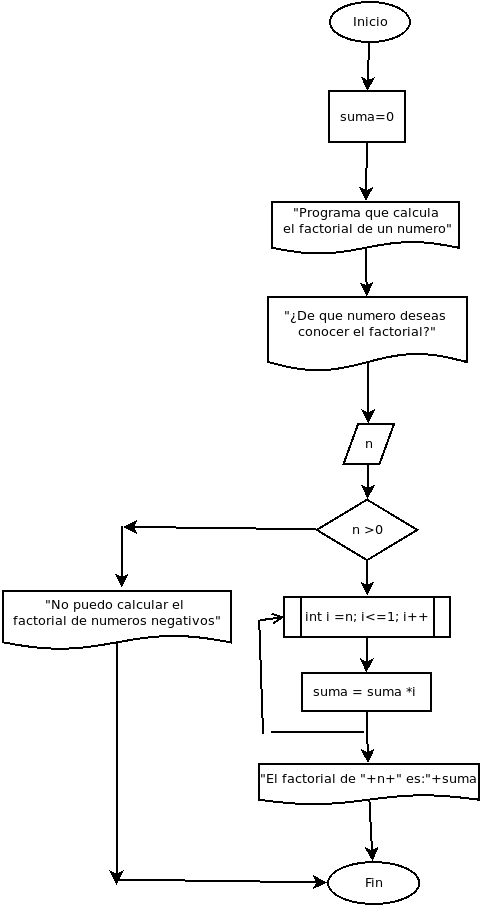 Inicio
suma=0
"Programa que calcula
el factorial de un numero"
"¿De que numero deseas
conocer el factorial?"
n
n >0
"No puedo calcular el
factorial de numeros negativos"
int i =n; i<=1; i++
suma = suma *i
"El factorial de "+n+" es:"+suma
Fin